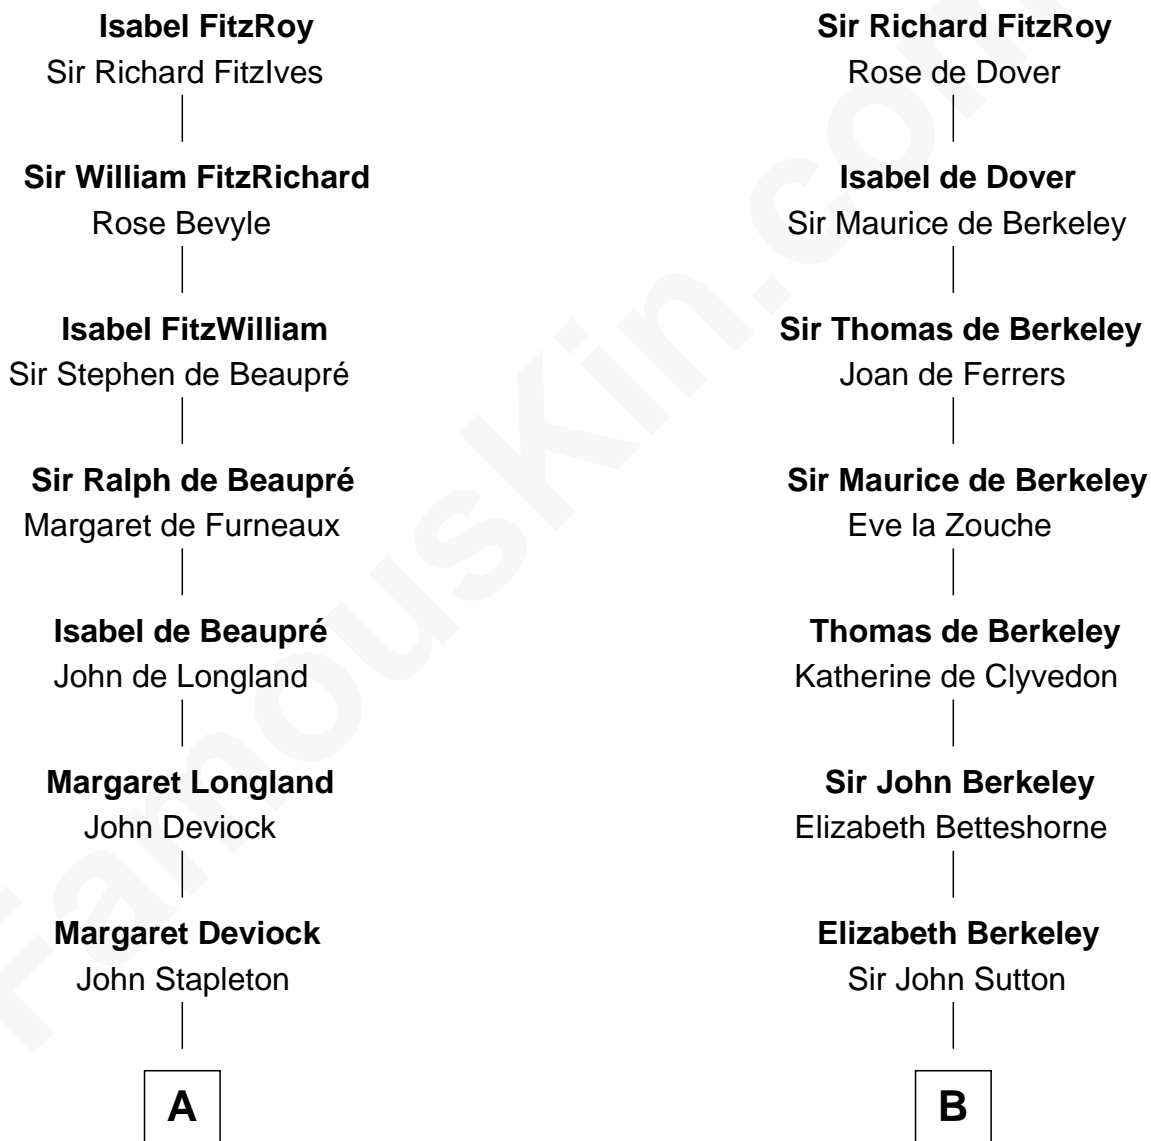 Isabel FitzRoy
Sir Richard FitzIves
Sir William FitzRichard
Rose Bevyle
Isabel FitzWilliam
Sir Stephen de Beaupré
Sir Ralph de Beaupré
Margaret de Furneaux
Isabel de Beaupré
John de Longland
Margaret Longland
John Deviock
Margaret Deviock
John Stapleton
A
Sir Richard FitzRoy
Rose de Dover
Isabel de Dover
Sir Maurice de Berkeley
Sir Thomas de Berkeley
Joan de Ferrers
Sir Maurice de Berkeley
Eve la Zouche
Thomas de Berkeley
Katherine de Clyvedon
Sir John Berkeley
Elizabeth Betteshorne
Elizabeth Berkeley
Sir John Sutton
B
FamousKin.com